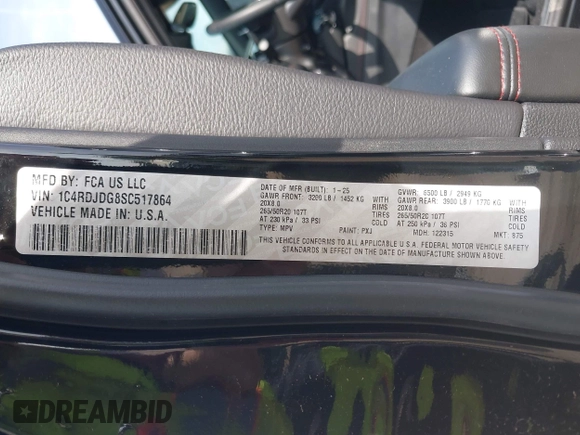 MFD BY: FCA US LLC
VIN: 1C4RDJDG8SC517864
VEHICLE MADE IN U.S.A.
DATE OF MFR (BUILT): 1-25
GAWR FRONT: 3200 LB / 1452 KG
20X8.0
265/50R20 107T
AT 230 kPa / 33 PSI
TYPE: MPV
PAINT: PXJ
RIMS
TIRES
COLD
GVWR: 6500 LB / 2949 KG
GAWR REAR: 3900 LB / 1770 KG
20X8.0
265/50R20 107T
AT 250 kPa / 36 PSI
MDH: 122315
RIMS
TIRES
COLD
MKT: 975
THIS VEHICLE CONFORMS TO ALL APPLICABLE U.S.A. FEDERAL MOTOR VEHICLE SAFETY
STANDARDS IN EFFECT ON THE DATE OF MANUFACTURE SHOWN ABOVE.
DREAMBID